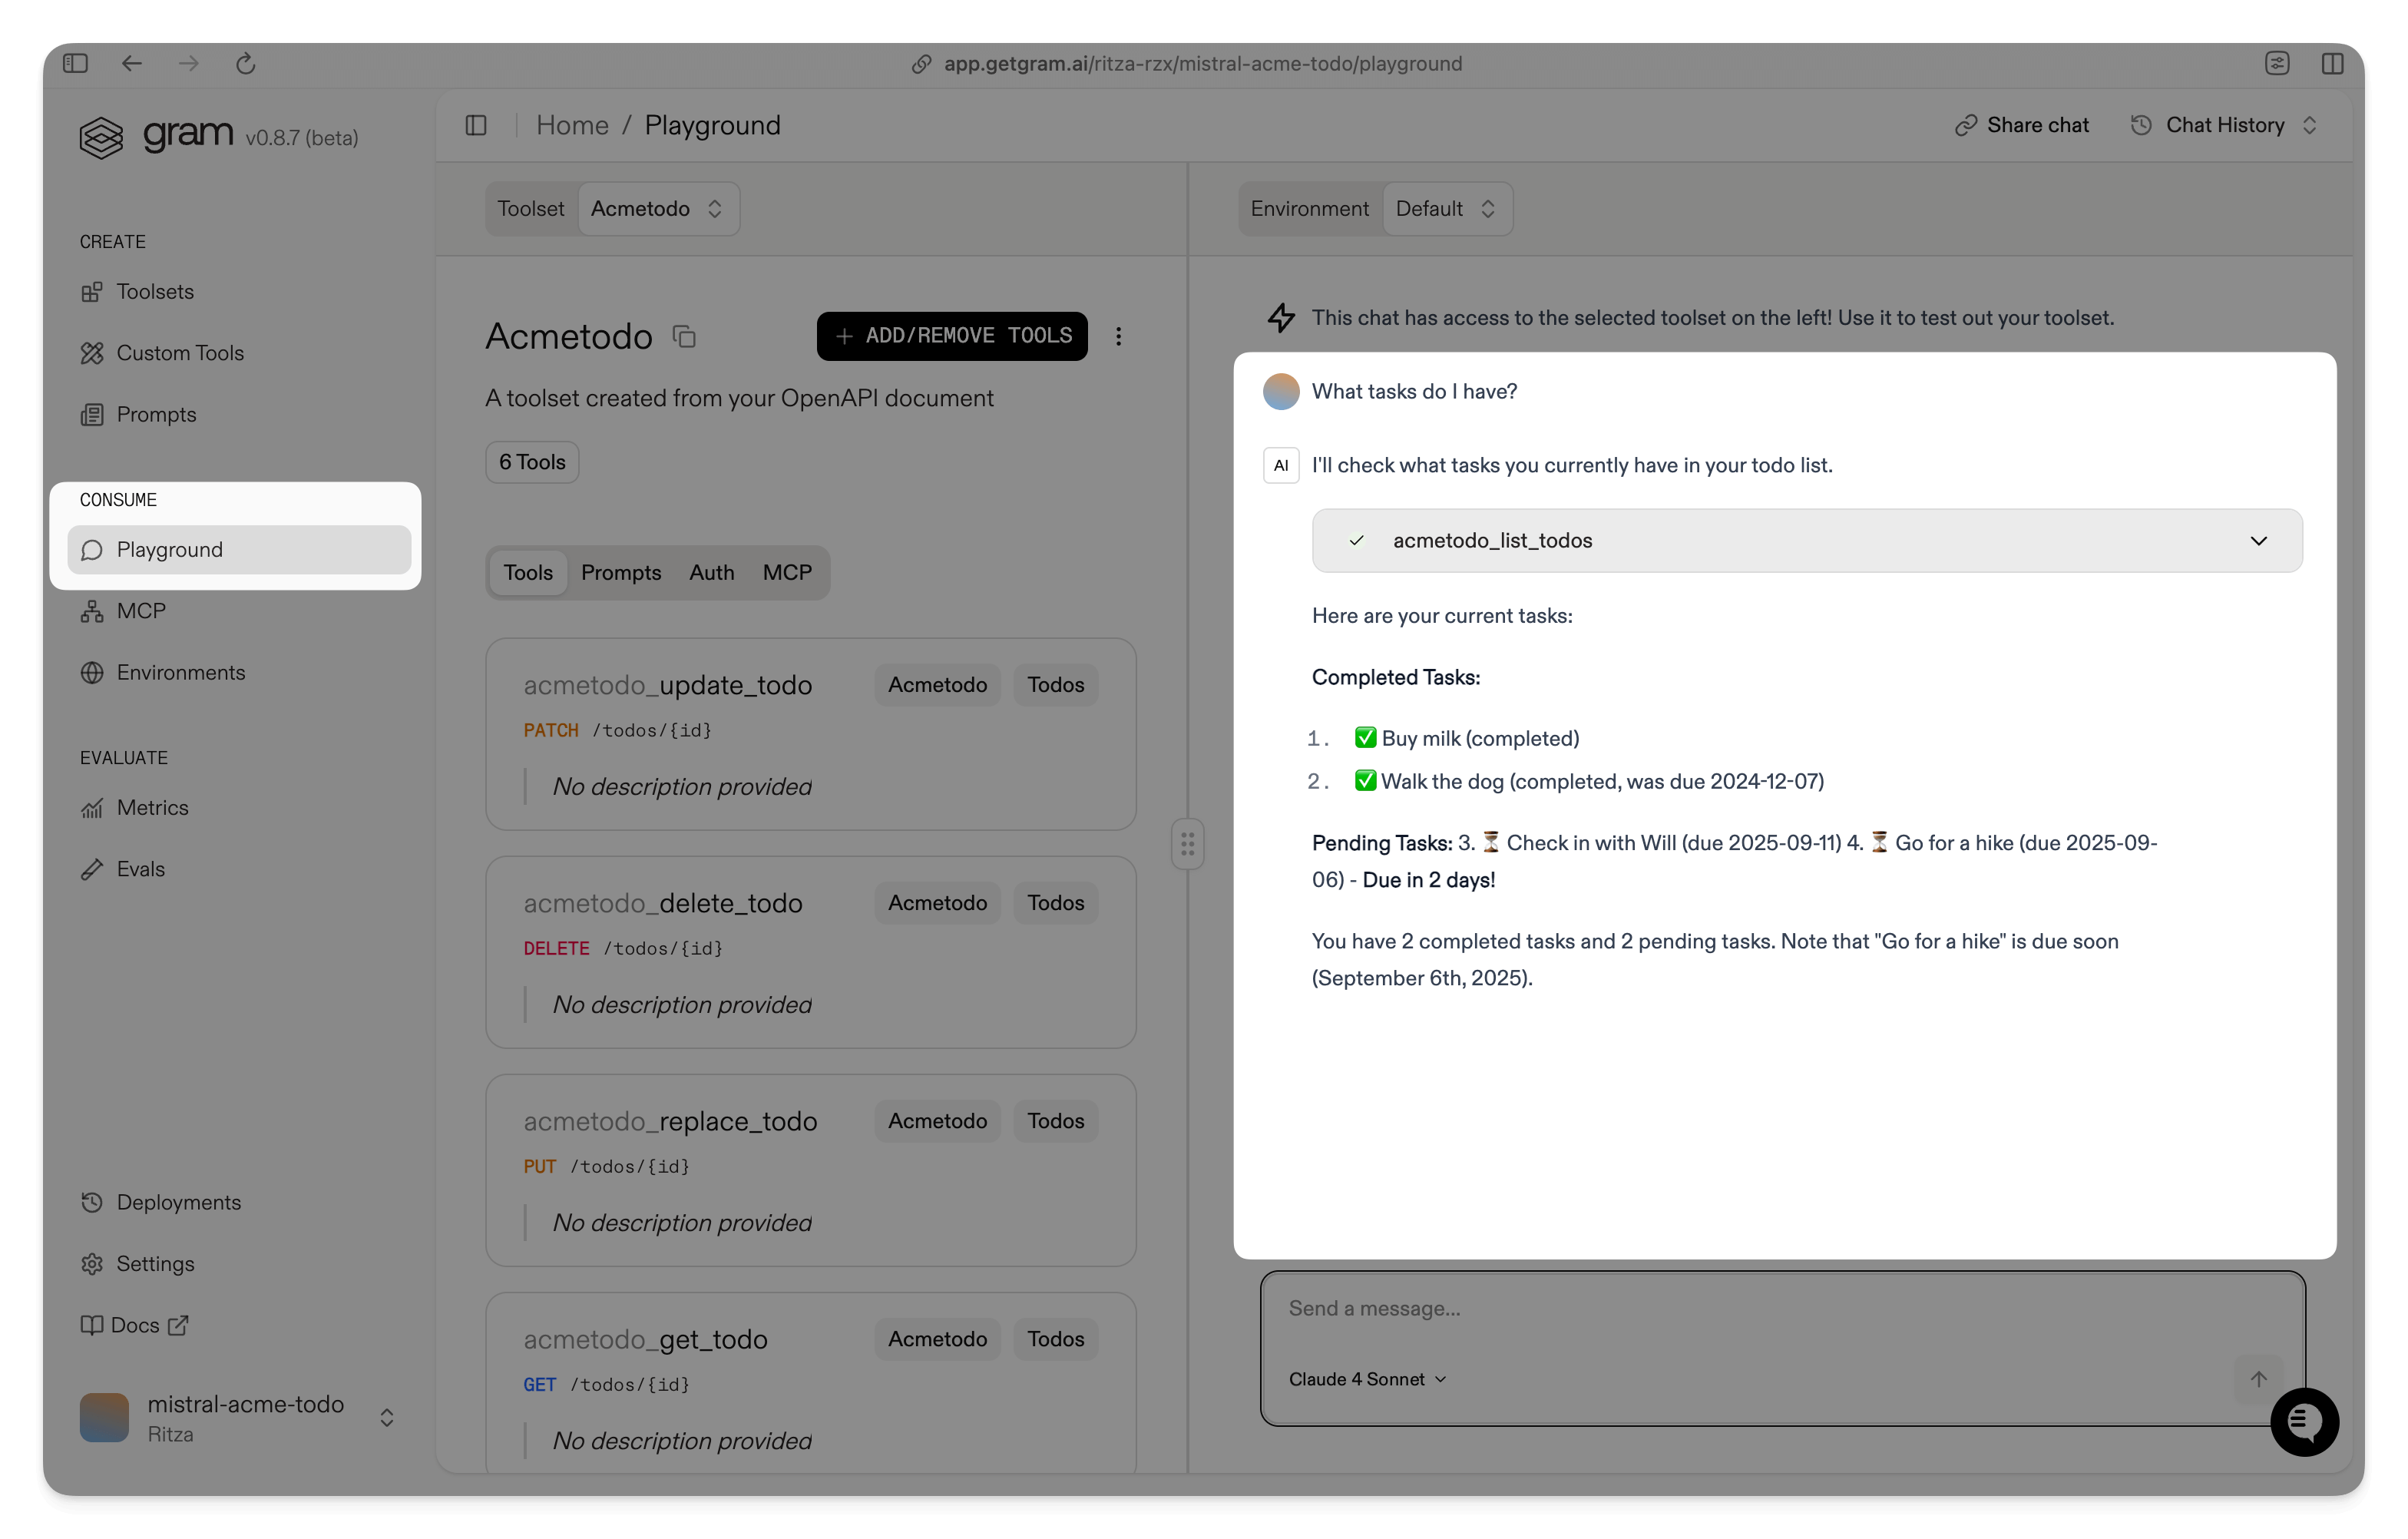 app.getgram.ai/ritza-rzx/mistral-acme-todo/playground
gram v0.8.7 (beta)
CREATE
Toolsets
Custom Tools
Prompts
CONSUME
Playground
MCP
Environments
EVALUATE
Metrics
Evals
Deployments
Settings
Docs
mistral-acme-todo
Ritza
Home / Playground
Share chat
Chat History
Toolset Acmetodo
Acmetodo
+ ADD/REMOVE TOOLS
A toolset created from your OpenAPI document
6 Tools
Tools Prompts Auth MCP
acmetodo_update_todo Acmetodo Todos
PATCH /todos/{id}
No description provided
acmetodo_delete_todo Acmetodo Todos
DELETE /todos/{id}
No description provided
acmetodo_replace_todo Acmetodo Todos
PUT /todos/{id}
No description provided
acmetodo_get_todo Acmetodo Todos
GET /todos/{id}
No description provided
Environment Default
This chat has access to the selected toolset on the left! Use it to test out your toolset.
What tasks do I have?
AI I'll check what tasks you currently have in your todo list.
✓ acmetodo_list_todos
Here are your current tasks:
Completed Tasks:
1. ✅ Buy milk (completed)
2. ✅ Walk the dog (completed, was due 2024-12-07)
Pending Tasks: 3. ⏳ Check in with Will (due 2025-09-11) 4. ⏳ Go for a hike (due 2025-09-
06) - Due in 2 days!
You have 2 completed tasks and 2 pending tasks. Note that "Go for a hike" is due soon
(September 6th, 2025).
Send a message...
Claude 4 Sonnet